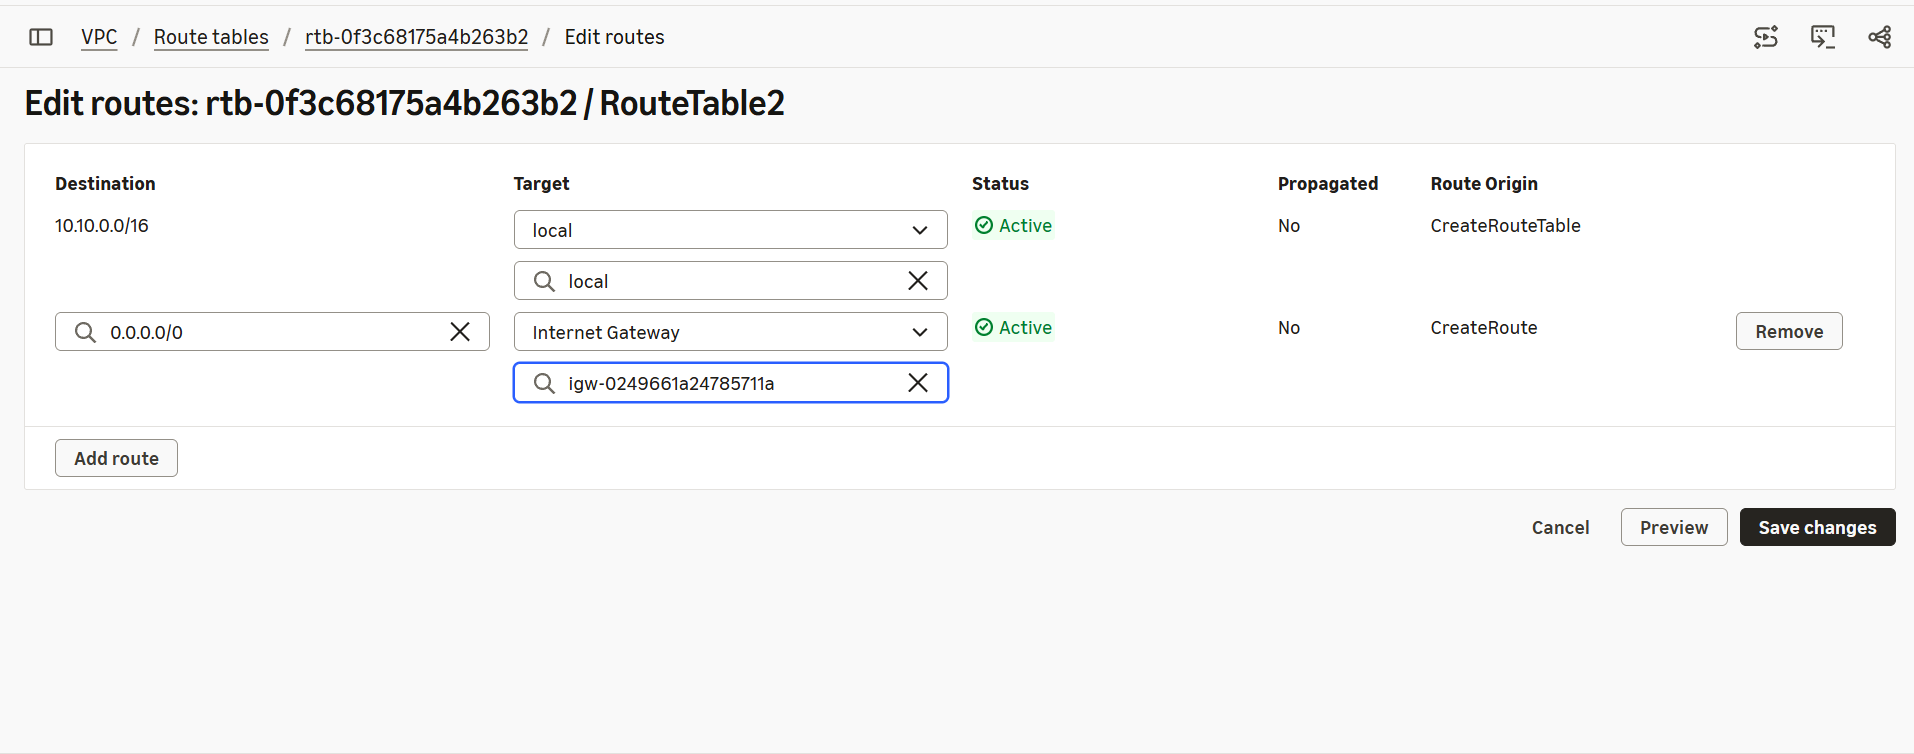 VPC / Route tables / rtb-0f3c68175a4b263b2 / Edit routes
Edit routes: rtb-0f3c68175a4b263b2 / RouteTable2
Destination Target Status Propagated Route Origin
10.10.0.0/16 local Active No CreateRouteTable
local
0.0.0.0/0 Internet Gateway Active No CreateRoute Remove
igw-0249661a24785711a
Add route
Cancel Preview Save changes